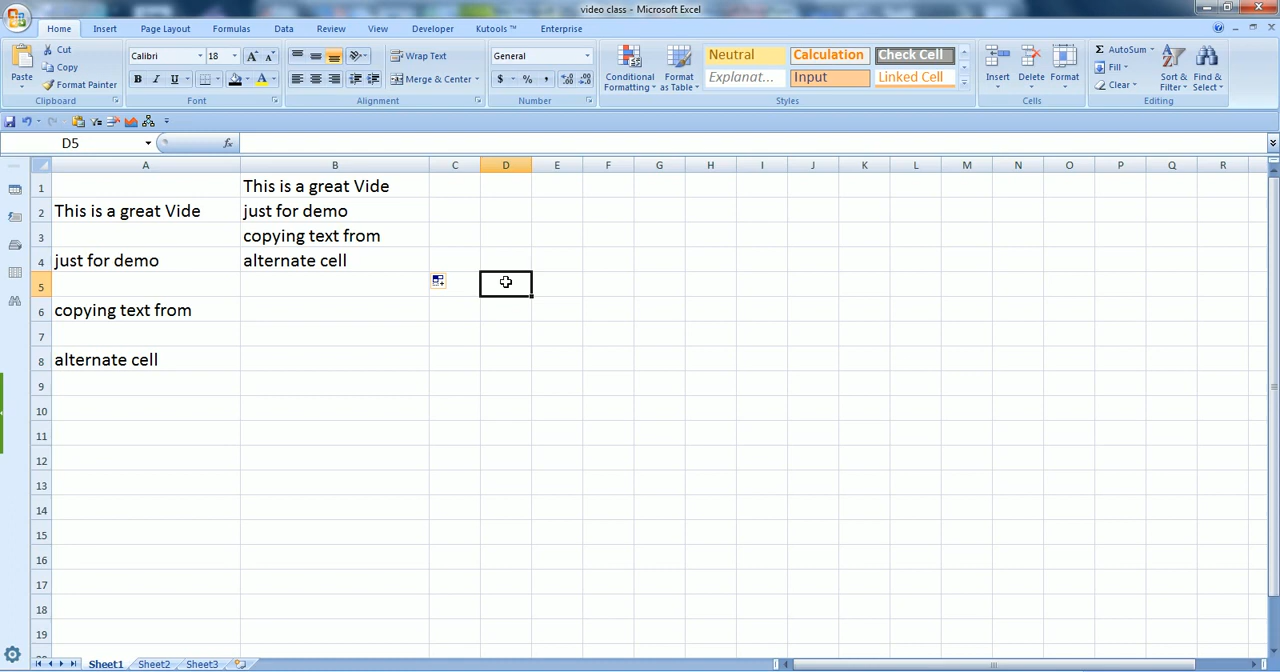 video class - Microsoft Excel
Home Insert Page Layout Formulas Data Review View Developer Kutools ™ Enterprise
Paste
Cut
Copy
Format Painter
Clipboard
Calibri 18 A A
B I U A
Font
Wrap Text
Merge & Center
Alignment
General
$ % , .0 .00 .00 .0
Number
Conditional Formatting
Format as Table
Neutral Calculation Check Cell
Explanat... Input Linked Cell
Styles
Insert Delete Format
Cells
Σ AutoSum
Fill
Clear
Sort & Filter
Find & Select
Editing
D5 fx
A B C D E F G H I J K L M N O P Q R
1 This is a great Vide
2 This is a great Vide just for demo
3 copying text from
4 just for demo alternate cell
5
6 copying text from
7
8 alternate cell
9
10
11
12
13
14
15
16
17
18
19
Sheet1 Sheet2 Sheet3